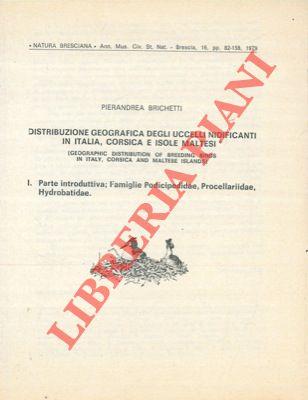 « NATURA BRESCIANA » Ann. Mus. Civ. St. Nat. - Brescia, 16, pp. 82-158, 1979
PIERANDREA BRICHETTI
DISTRIBUZIONE GEOGRAFICA DEGLI UCCELLI NIDIFICANTI
IN ITALIA, CORSICA E ISOLE MALTESI
(GEOGRAPHIC DISTRIBUTION OF BREEDING BIRDS
IN ITALY, CORSICA AND MALTESE ISLANDS)
I. Parte introduttiva; Famiglie Podicipedidae, Procellariidae,
Hydrobatidae.
LIBRERIA PIANI